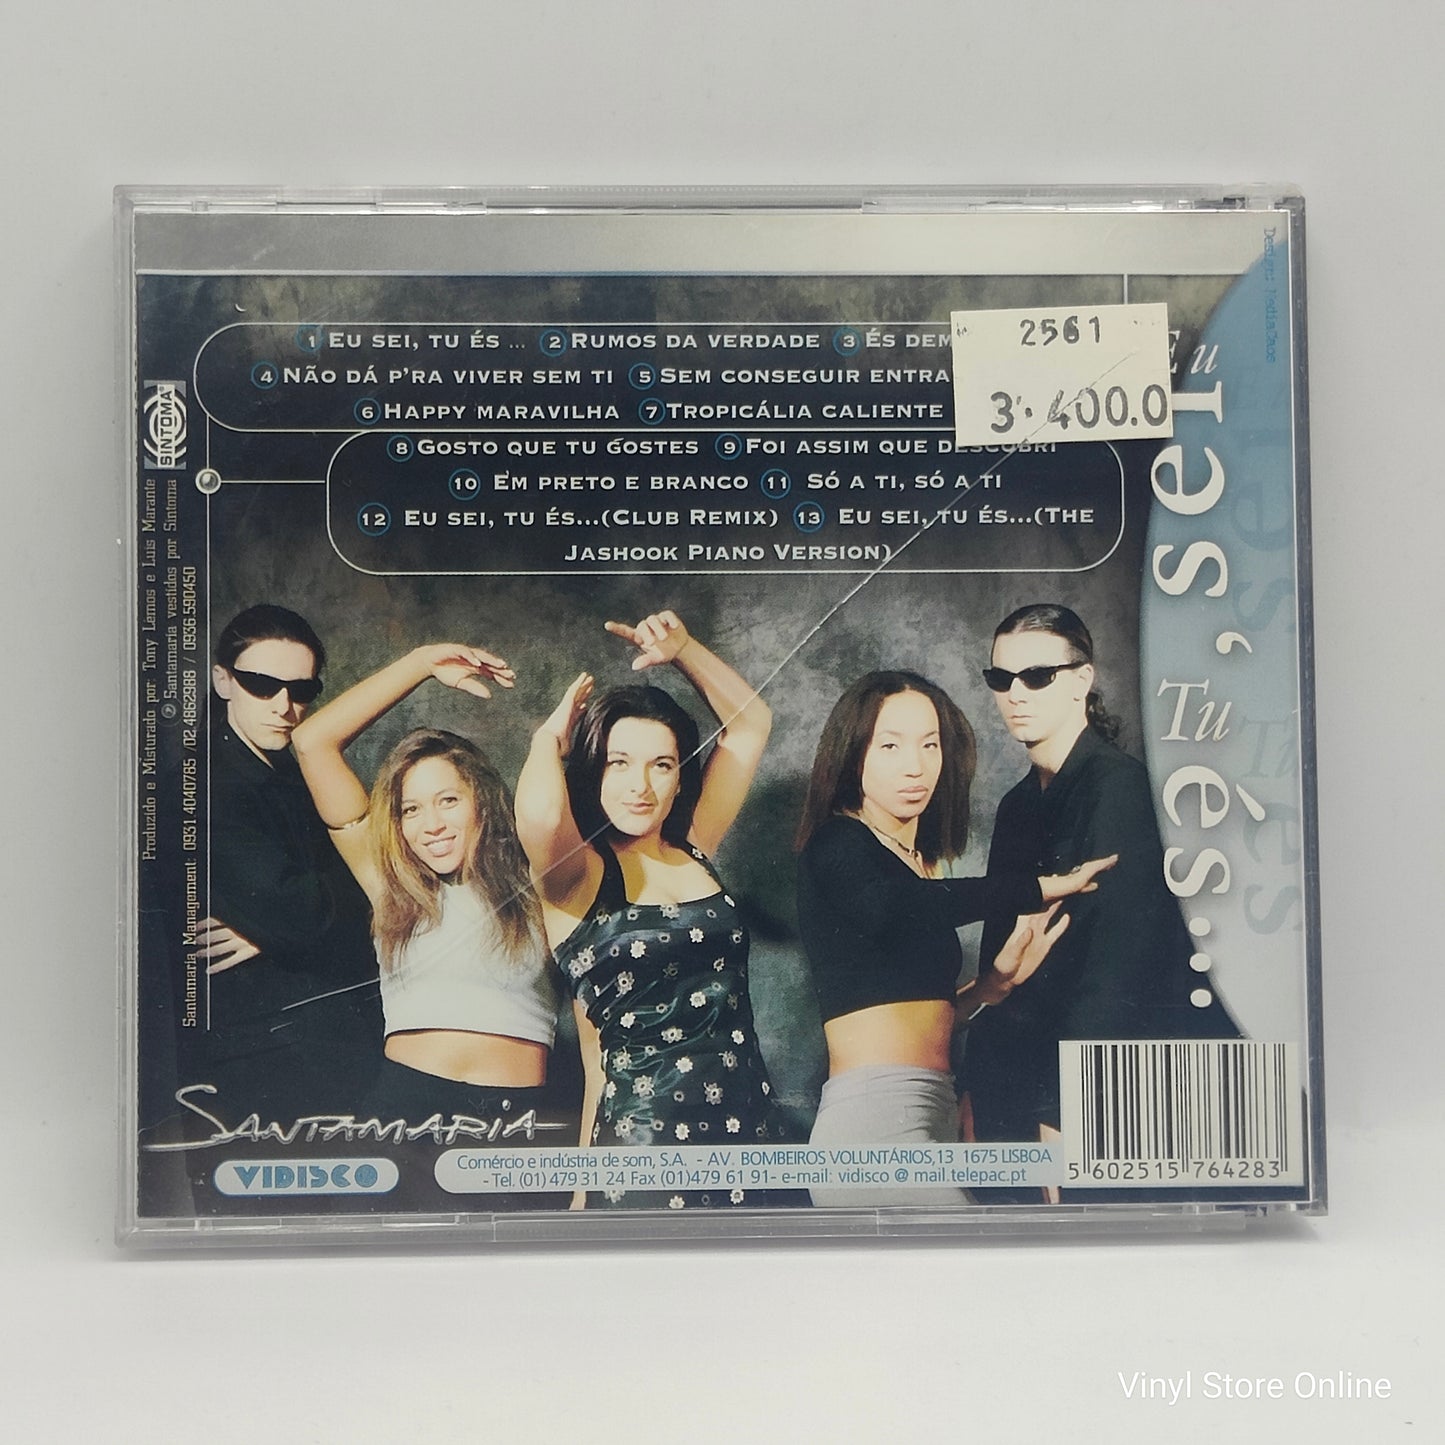 1 Eu sei, tu és ... 2 Rumos da verdade 3 És
4 Não dá p'ra viver sem ti 5 Sem conseguir
6 Happy maravilha 7 Tropicália caliente
8 Gosto que tu gostes 9 Foi assim que descobri
10 Em preto e branco 11 Só a ti, só a ti
12 Eu sei, tu és...(Club Remix) 13 Eu sei, tu és...(The
Jashook Piano Version)
2561
3.400.0
Design: MediaTaos
Eu sei, Tu és...
SINTOMA
Produzido e Misturado por: Tony Lemos e Luis Marante
Santamaria vestidos por Sintoma
Santamaria Management: 0931.4040785 /02.4862988 / 0936.590450
SANTAMARIA
VIDISCO
Comércio e indústria de som, S.A. - AV. BOMBEIROS VOLUNTÁRIOS,13 1675 LISBOA
- Tel. (01) 479 31 24 Fax (01)479 61 91- e-mail: vidisco @ mail.telepac.pt
5 602515 764283
Vinyl Store Online